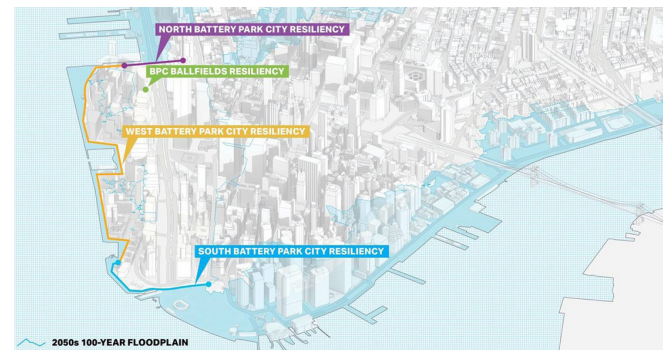 NORTH BATTERY PARK CITY RESILIENCY
BPC BALLFIELDS RESILIENCY
WEST BATTERY PARK CITY RESILIENCY
SOUTH BATTERY PARK CITY RESILIENCY
2050s 100-YEAR FLOODPLAIN